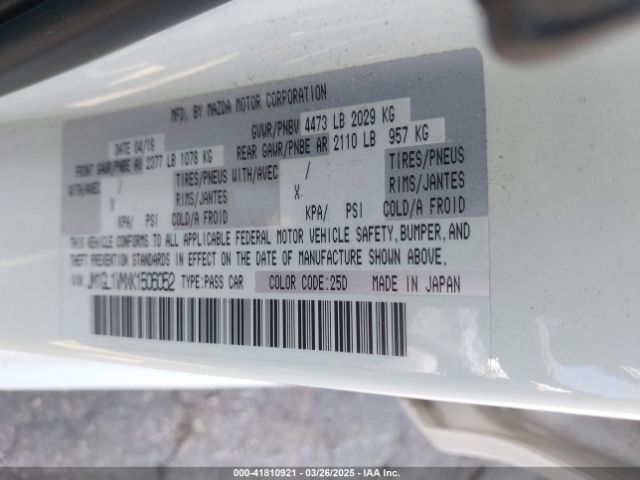 MFD. BY MAZDA MOTOR CORPORATION
DATE 04/19 GVWR/PNBV 4473 LB 2029 KG
FRONT GAWR/PNBE AV 2377 LB 1078 KG REAR GAWR/PNBE AR 2110 LB 957 KG
WITH/AVEC / TIRES/PNEUS WITH/AVEC / TIRES/PNEUS
X RIMS/JANTES X RIMS/JANTES
KPA/ PSI COLD/A FROID KPA/ PSI COLD/A FROID
THIS VEHICLE CONFORMS TO ALL APPLICABLE FEDERAL MOTOR VEHICLE SAFETY,BUMPER,AND
THEFT PREVENTION STANDARDS IN EFFECT ON THE DATE OF MANUFACTURE SHOWN ABOVE.
VIN: JM1GL1VMXK1506052 TYPE:PASS CAR COLOR CODE:25D MADE IN JAPAN
000-41810921 | 03/26/2025 - IAA Inc.